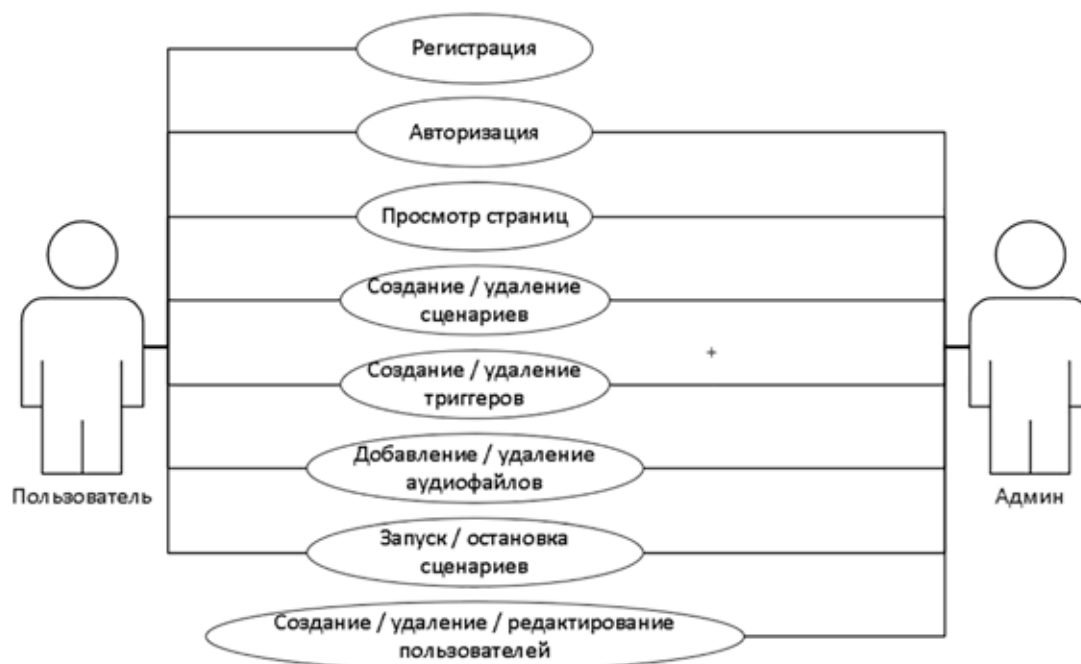 Регистрация
Авторизация
Просмотр страниц
Создание / удаление
сценариев
Создание / удаление
триггеров
Добавление / удаление
аудиофайлов
Пользователь
Админ
Запуск / остановка
сценариев
Создание / удаление / редактирование
пользователей